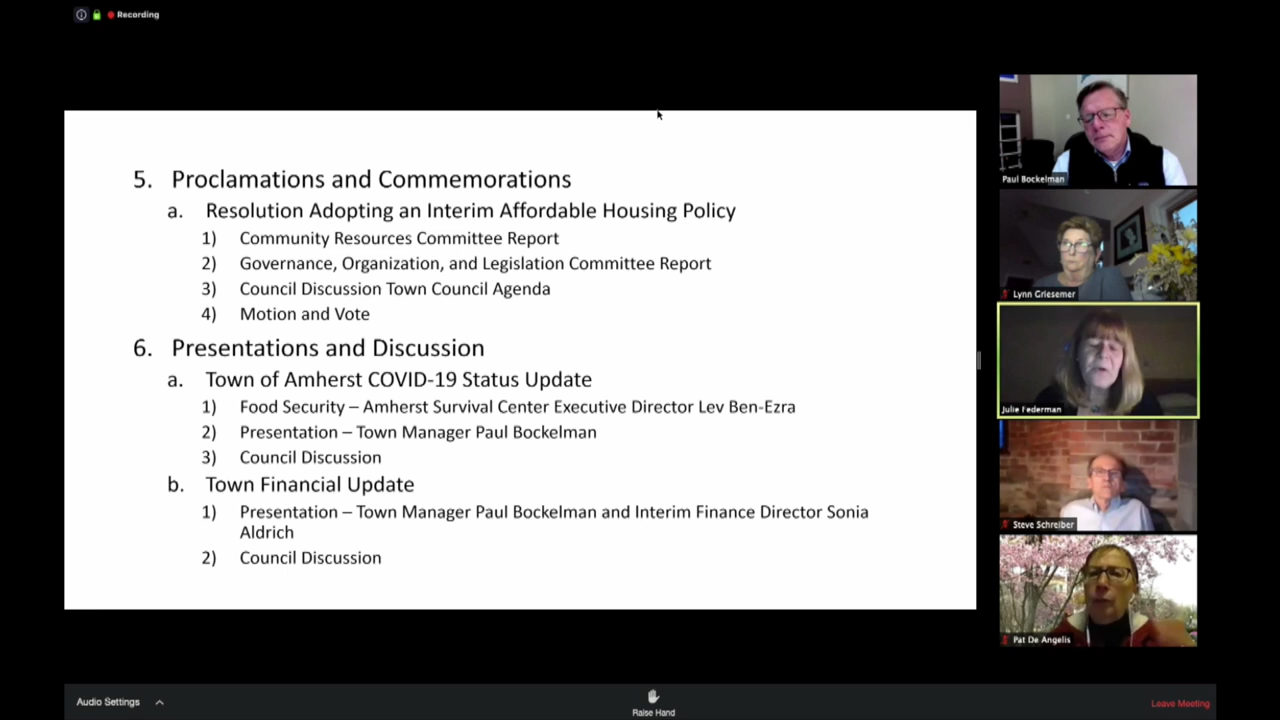 Recording
5. Proclamations and Commemorations
a. Resolution Adopting an Interim Affordable Housing Policy
1) Community Resources Committee Report
2) Governance, Organization, and Legislation Committee Report
3) Council Discussion Town Council Agenda
4) Motion and Vote
6. Presentations and Discussion
a. Town of Amherst COVID-19 Status Update
1) Food Security – Amherst Survival Center Executive Director Lev Ben-Ezra
2) Presentation – Town Manager Paul Bockelman
3) Council Discussion
b. Town Financial Update
1) Presentation – Town Manager Paul Bockelman and Interim Finance Director Sonia
Aldrich
2) Council Discussion
Paul Bockelman
Lynn Griesemer
Julie Federman
Steve Schreiber
Pat De Angelis
Audio Settings
Raise Hand
Leave Meeting